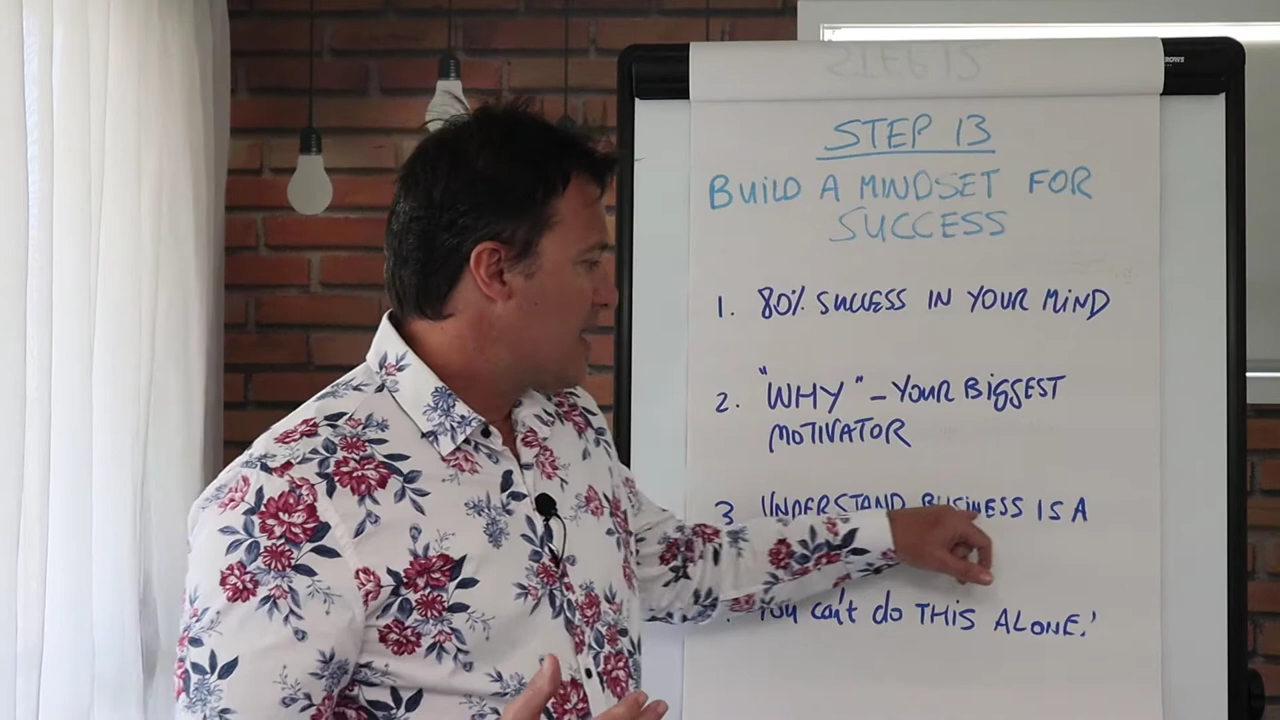 STEP 13
BUILD A MINDSET FOR
SUCCESS
1. 80% SUCCESS IN YOUR MIND
2. "WHY" - YOUR BIGGEST
MOTIVATOR
3 UNDERSTAND BUSINESS IS A
You can't do THIS ALONE!